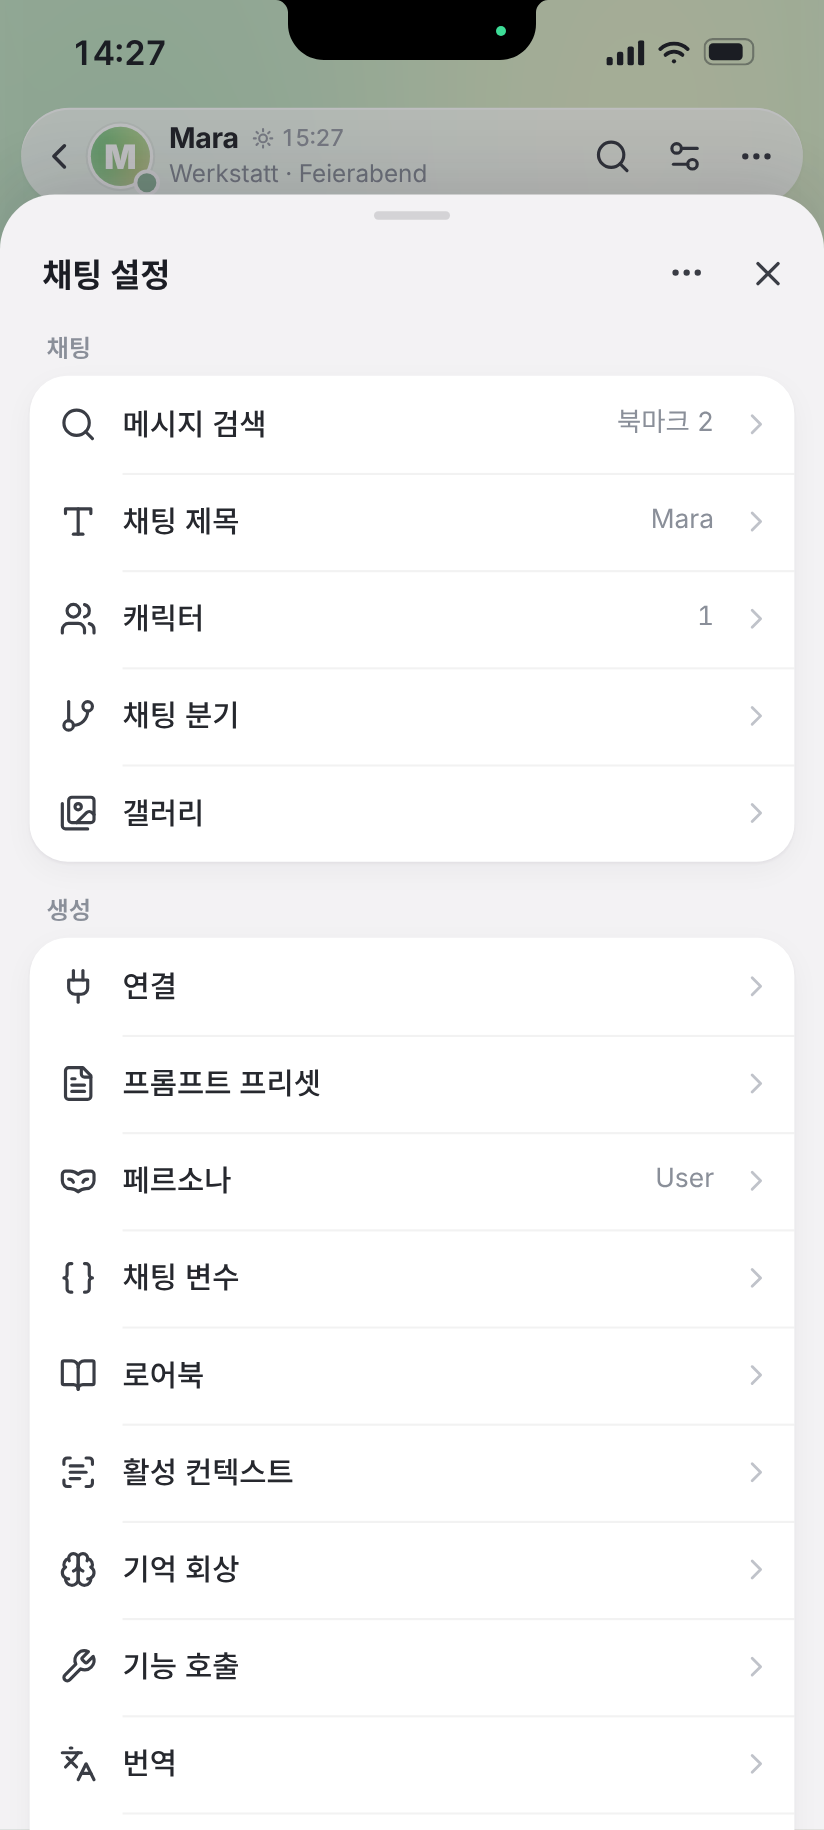 14:27
M
Mara 15:27
Werkstatt · Feierabend
채팅 설정
채팅
메시지 검색 북마크 2
채팅 제목 Mara
캐릭터 1
채팅 분기
갤러리
생성
연결
프롬프트 프리셋
페르소나 User
채팅 변수
로어북
활성 컨텍스트
기억 회상
기능 호출
번역